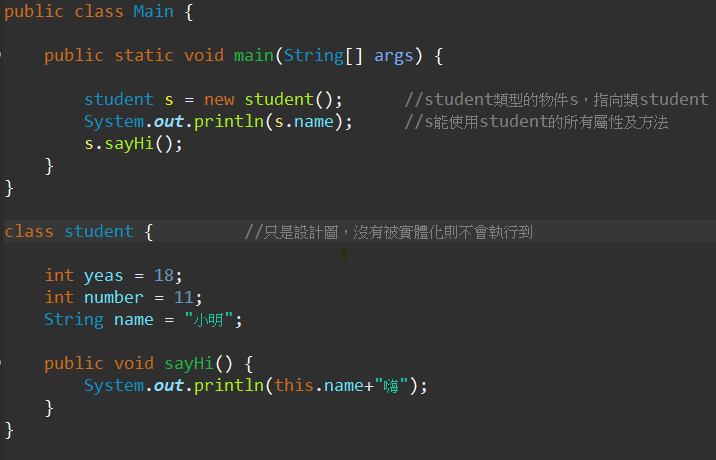 public class Main {
public static void main(String[] args) {
student s = new student(); //student類型的物件s，指向類student
System.out.println(s.name); //s能使用student的所有屬性及方法
s.sayHi();
}
}
class student { //只是設計圖，沒有被實體化則不會執行到
int yeas = 18;
int number = 11;
String name = "小明";
public void sayHi() {
System.out.println(this.name+"嗨");
}
}